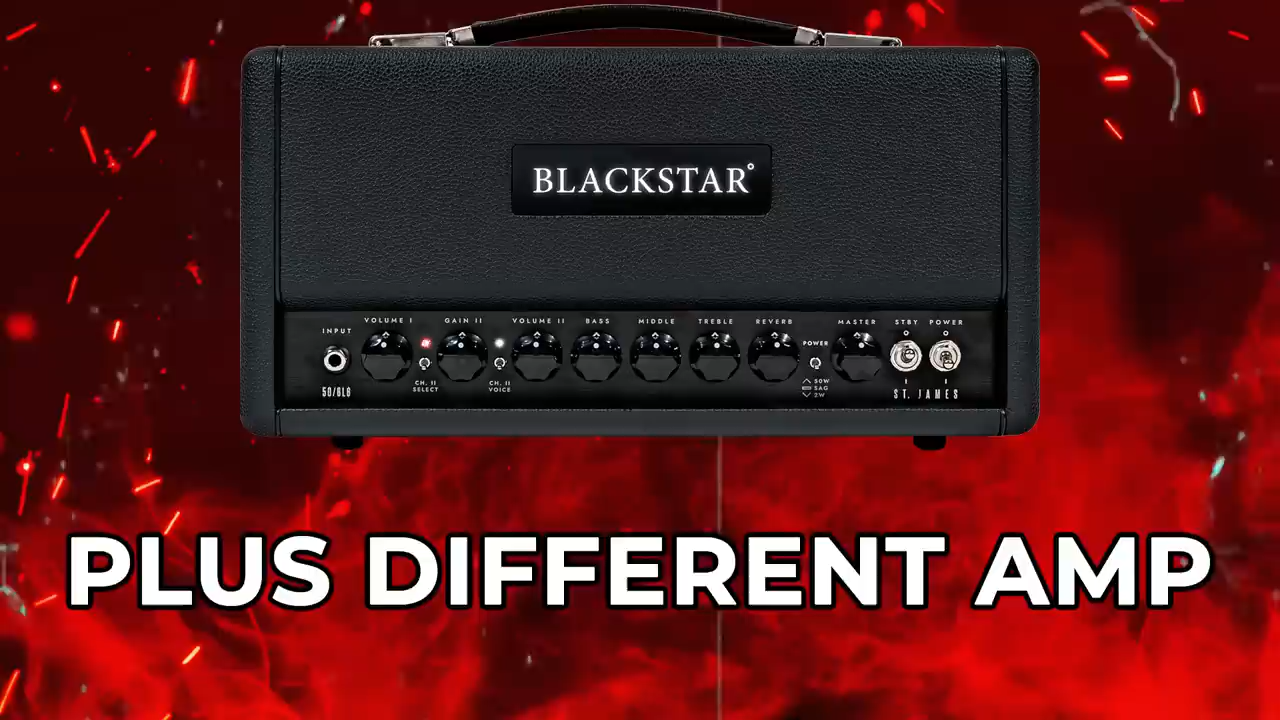 BLACKSTAR
VOLUME I GAIN II VOLUME II BASS MIDDLE TREBLE REVERB MASTER STBY POWER
INPUT
POWER
CH. II
SELECT
CH. II
VOICE
50W
SAG
2W
50/6L6
ST. JAMES
PLUS DIFFERENT AMP